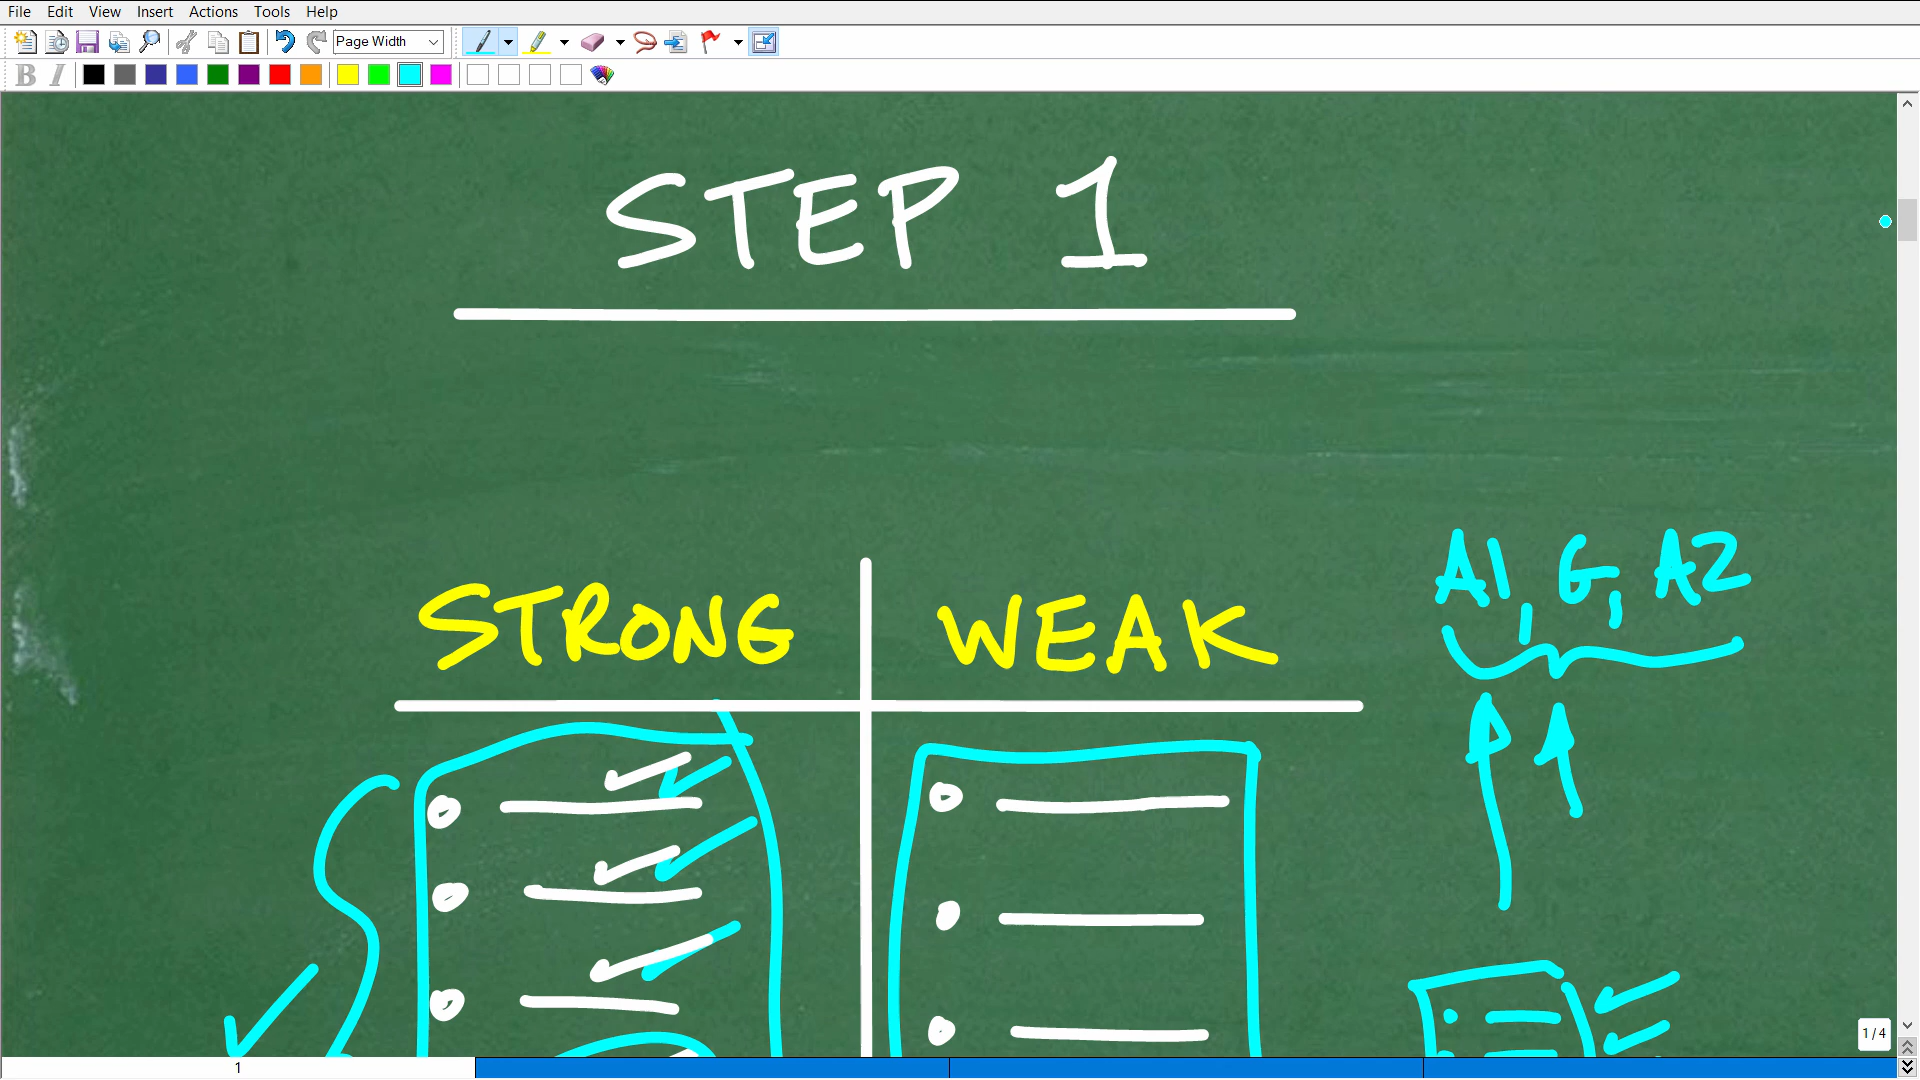 File Edit View Insert Actions Tools Help
Page Width
B I
STEP 1
STRONG WEAK
A1, G, A2
1 / 4
1